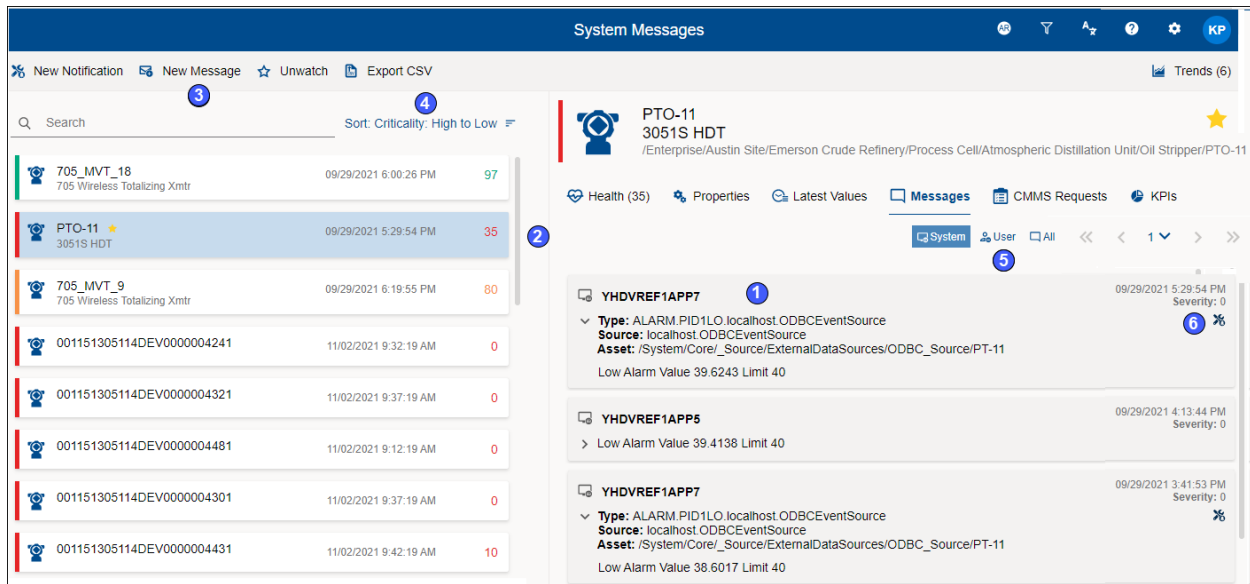 System Messages
AR
A
?
KP
New Notification
New Message
Unwatch
Export CSV
Trends (6)
3
4
Search
Sort: Criticality: High to Low
705_MVT_18
705 Wireless Totalizing Xmtr
09/29/2021 6:00:26 PM
97
PTO-11
3051S HDT
09/29/2021 5:29:54 PM
35
705_MVT_9
705 Wireless Totalizing Xmtr
09/29/2021 6:19:55 PM
80
001151305114DEV0000004241
11/02/2021 9:32:19 AM
0
001151305114DEV0000004321
11/02/2021 9:37:19 AM
0
001151305114DEV0000004481
11/02/2021 9:12:19 AM
0
001151305114DEV0000004301
11/02/2021 9:37:19 AM
0
001151305114DEV0000004431
11/02/2021 9:42:19 AM
10
2
PTO-11
3051S HDT
/Enterprise/Austin Site/Emerson Crude Refinery/Process Cell/Atmospheric Distillation Unit/Oil Stripper/PTO-11
Health (35)
Properties
Latest Values
Messages
CMMS Requests
KPIs
System
User
All
1
5
YHDVREF1APP7
1
09/29/2021 5:29:54 PM
Severity: 0
6
Type: ALARM.PID1LO.localhost.ODBCEventSource
Source: localhost.ODBCEventSource
Asset: /System/Core/_Source/ExternalDataSources/ODBC_Source/PT-11
Low Alarm Value 39.6243 Limit 40
YHDVREF1APP5
09/29/2021 4:13:44 PM
Severity: 0
Low Alarm Value 39.4138 Limit 40
YHDVREF1APP7
09/29/2021 3:41:53 PM
Severity: 0
Type: ALARM.PID1LO.localhost.ODBCEventSource
Source: localhost.ODBCEventSource
Asset: /System/Core/_Source/ExternalDataSources/ODBC_Source/PT-11
Low Alarm Value 38.6017 Limit 40